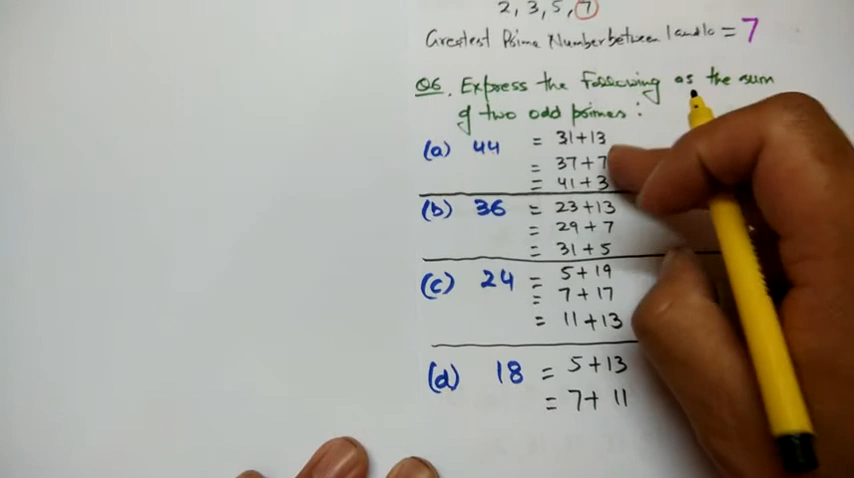 2, 3, 5, 7
Greatest Prime Number between 1 and 10 = 7
Q6. Express the following as the sum
of two odd primes :
(a) 44 = 31+13
= 37+7
= 41+3
(b) 36 = 23+13
= 29+7
= 31+5
(c) 24 = 5+19
= 7+17
= 11+13
(d) 18 = 5+13
= 7+ 11